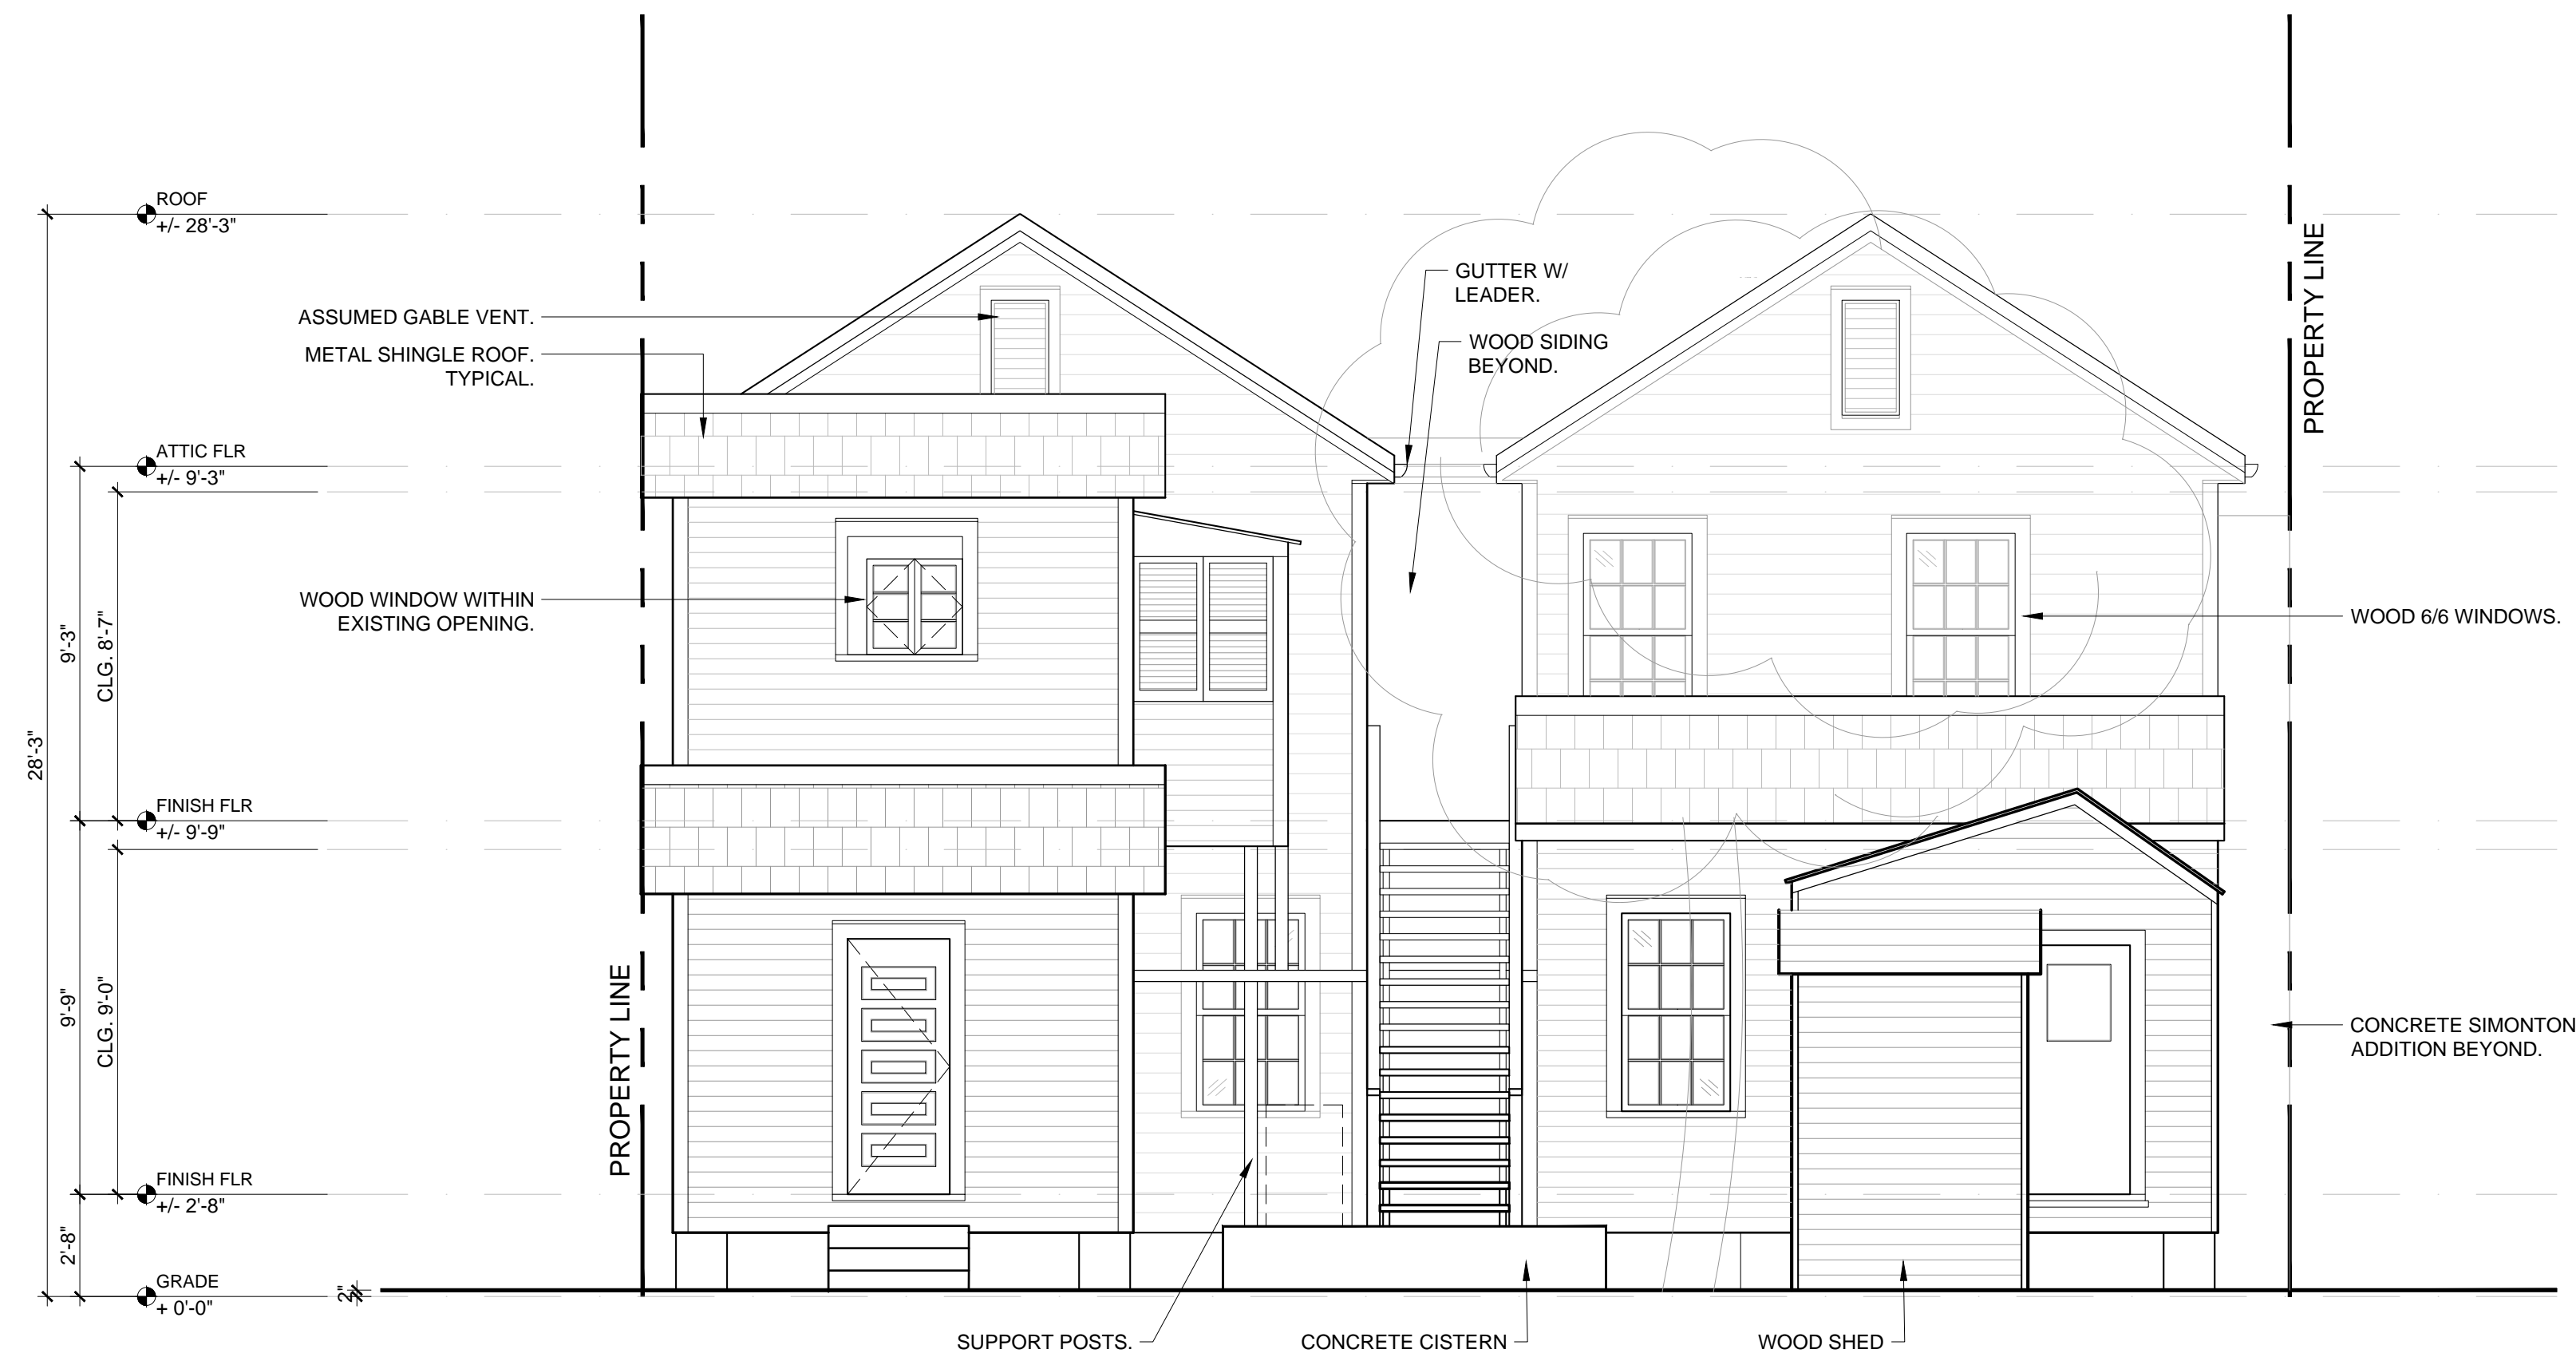 ROOF
+/- 28'-3"
ASSUMED GABLE VENT.
METAL SHINGLE ROOF.
TYPICAL.
ATTIC FLR
+/- 9'-3"
WOOD WINDOW WITHIN
EXISTING OPENING.
9'-3"
CLG. 8'-7"
28'-3"
FINISH FLR
+/- 9'-9"
9'-9"
CLG. 9'-0"
FINISH FLR
+/- 2'-8"
2'-8"
GRADE
+ 0'-0"
2"
PROPERTY LINE
GUTTER W/
LEADER.
WOOD SIDING
BEYOND.
PROPERTY LINE
WOOD 6/6 WINDOWS.
CONCRETE SIMONTON
ADDITION BEYOND.
SUPPORT POSTS.
CONCRETE CISTERN
WOOD SHED